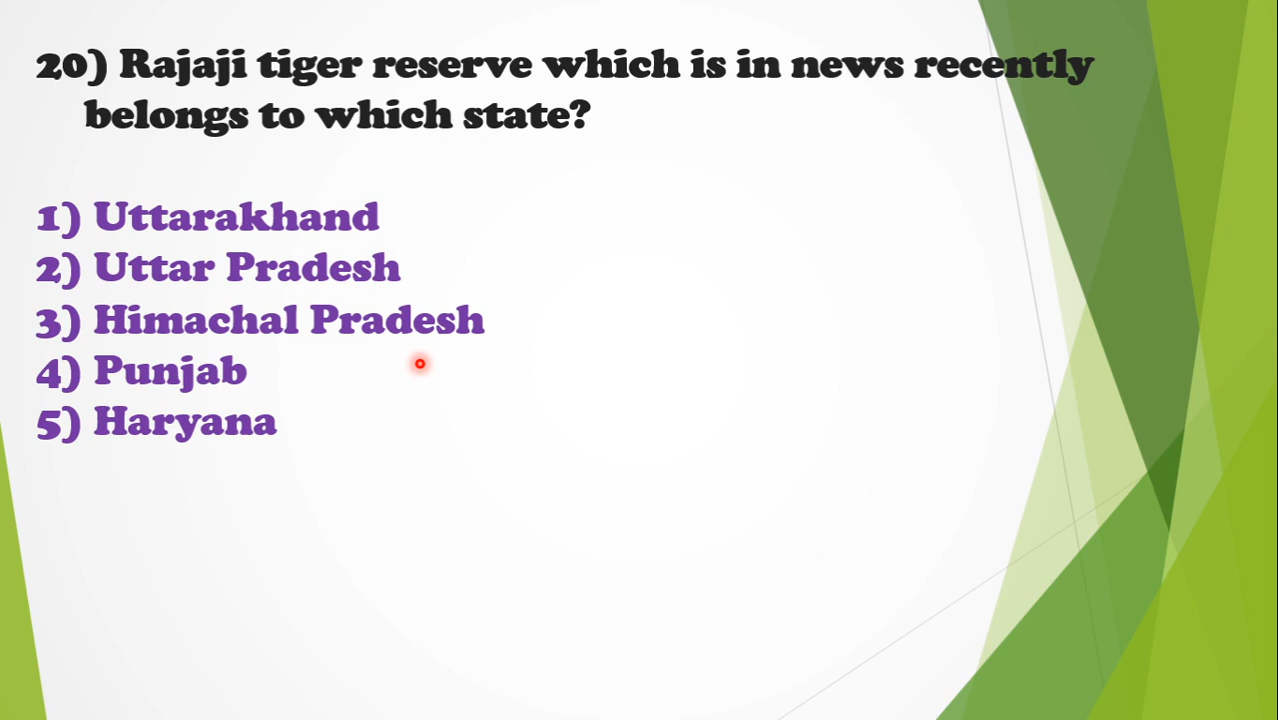 20) Rajaji tiger reserve which is in news recently
belongs to which state?
1) Uttarakhand
2) Uttar Pradesh
3) Himachal Pradesh
4) Punjab
5) Haryana